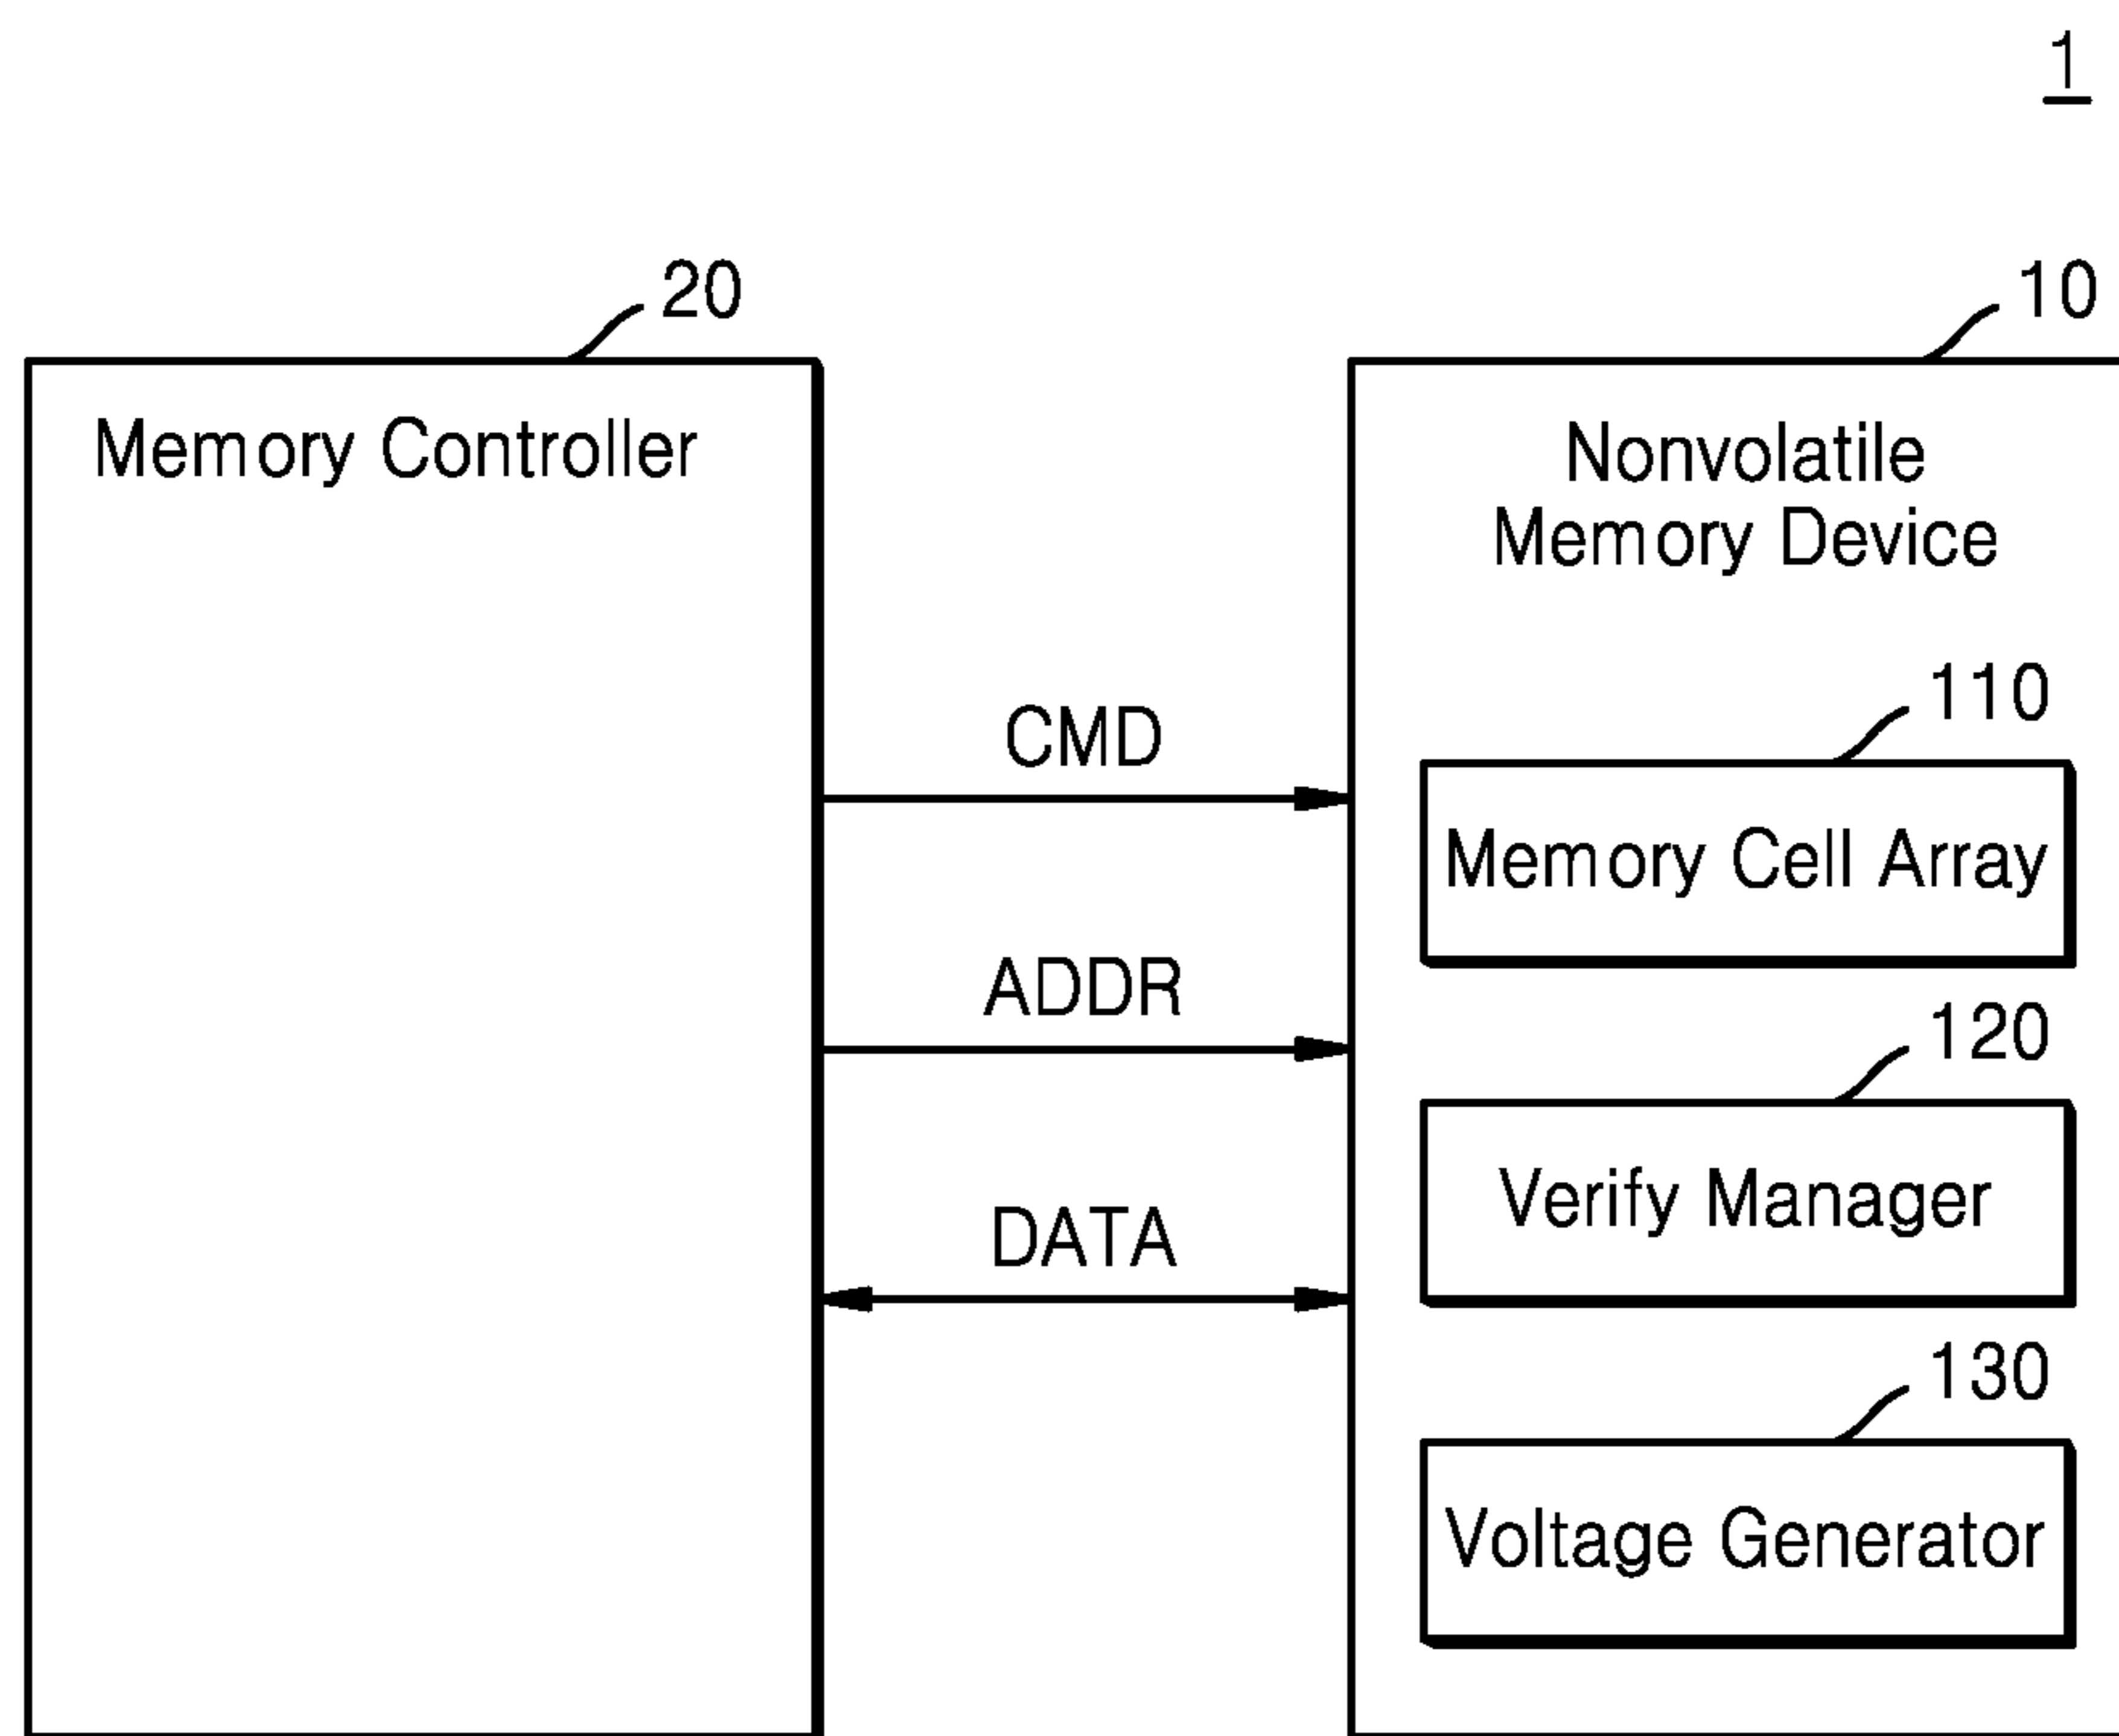 1
20
10
Memory Controller
Nonvolatile
Memory Device
110
CMD
Memory Cell Array
ADDR
120
Verify Manager
DATA
130
Voltage Generator